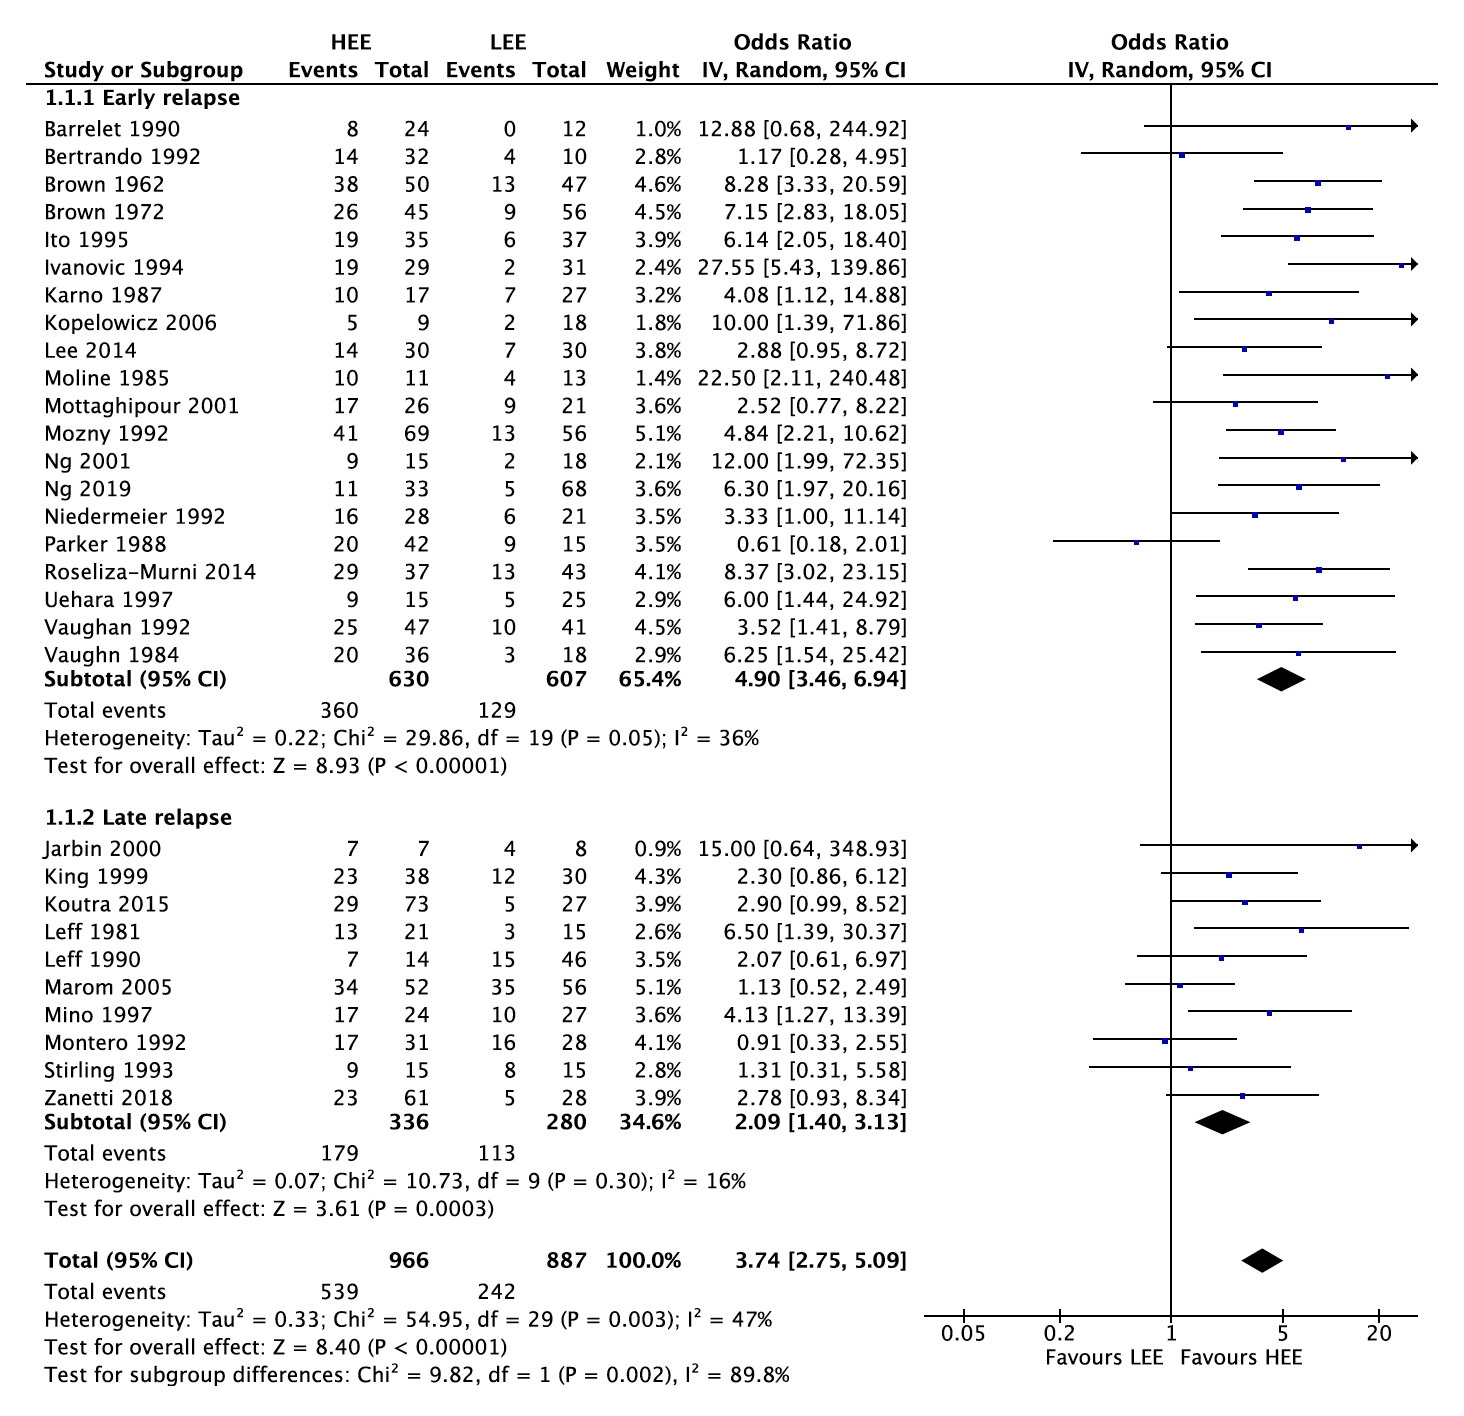 HEE LEE Odds Ratio Odds Ratio
Study or Subgroup Events Total Events Total Weight IV, Random, 95% CI IV, Random, 95% CI
1.1.1 Early relapse
Barrelet 1990 8 24 0 12 1.0% 12.88 [0.68, 244.92]
Bertrando 1992 14 32 4 10 2.8% 1.17 [0.28, 4.95]
Brown 1962 38 50 13 47 4.6% 8.28 [3.33, 20.59]
Brown 1972 26 45 9 56 4.5% 7.15 [2.83, 18.05]
Ito 1995 19 35 6 37 3.9% 6.14 [2.05, 18.40]
Ivanovic 1994 19 29 2 31 2.4% 27.55 [5.43, 139.86]
Karno 1987 10 17 7 27 3.2% 4.08 [1.12, 14.88]
Kopelowicz 2006 5 9 2 18 1.8% 10.00 [1.39, 71.86]
Lee 2014 14 30 7 30 3.8% 2.88 [0.95, 8.72]
Moline 1985 10 11 4 13 1.4% 22.50 [2.11, 240.48]
Mottaghipour 2001 17 26 9 21 3.6% 2.52 [0.77, 8.22]
Mozny 1992 41 69 13 56 5.1% 4.84 [2.21, 10.62]
Ng 2001 9 15 2 18 2.1% 12.00 [1.99, 72.35]
Ng 2019 11 33 5 68 3.6% 6.30 [1.97, 20.16]
Niedermeier 1992 16 28 6 21 3.5% 3.33 [1.00, 11.14]
Parker 1988 20 42 9 15 3.5% 0.61 [0.18, 2.01]
Roseliza-Murni 2014 29 37 13 43 4.1% 8.37 [3.02, 23.15]
Uehara 1997 9 15 5 25 2.9% 6.00 [1.44, 24.92]
Vaughan 1992 25 47 10 41 4.5% 3.52 [1.41, 8.79]
Vaughn 1984 20 36 3 18 2.9% 6.25 [1.54, 25.42]
Subtotal (95% CI) 630 607 65.4% 4.90 [3.46, 6.94]
Total events 360 129
Heterogeneity: Tau² = 0.22; Chi² = 29.86, df = 19 (P = 0.05); I² = 36%
Test for overall effect: Z = 8.93 (P < 0.00001)
1.1.2 Late relapse
Jarbin 2000 7 7 4 8 0.9% 15.00 [0.64, 348.93]
King 1999 23 38 12 30 4.3% 2.30 [0.86, 6.12]
Koutra 2015 29 73 5 27 3.9% 2.90 [0.99, 8.52]
Leff 1981 13 21 3 15 2.6% 6.50 [1.39, 30.37]
Leff 1990 7 14 15 46 3.5% 2.07 [0.61, 6.97]
Marom 2005 34 52 35 56 5.1% 1.13 [0.52, 2.49]
Mino 1997 17 24 10 27 3.6% 4.13 [1.27, 13.39]
Montero 1992 17 31 16 28 4.1% 0.91 [0.33, 2.55]
Stirling 1993 9 15 8 15 2.8% 1.31 [0.31, 5.58]
Zanetti 2018 23 61 5 28 3.9% 2.78 [0.93, 8.34]
Subtotal (95% CI) 336 280 34.6% 2.09 [1.40, 3.13]
Total events 179 113
Heterogeneity: Tau² = 0.07; Chi² = 10.73, df = 9 (P = 0.30); I² = 16%
Test for overall effect: Z = 3.61 (P = 0.0003)
Total (95% CI) 966 887 100.0% 3.74 [2.75, 5.09]
Total events 539 242
Heterogeneity: Tau² = 0.33; Chi² = 54.95, df = 29 (P = 0.003); I² = 47%
Test for overall effect: Z = 8.40 (P < 0.00001)
Test for subgroup differences: Chi² = 9.82, df = 1 (P = 0.002), I² = 89.8%
0.05 0.2 1 5 20
Favours LEE Favours HEE